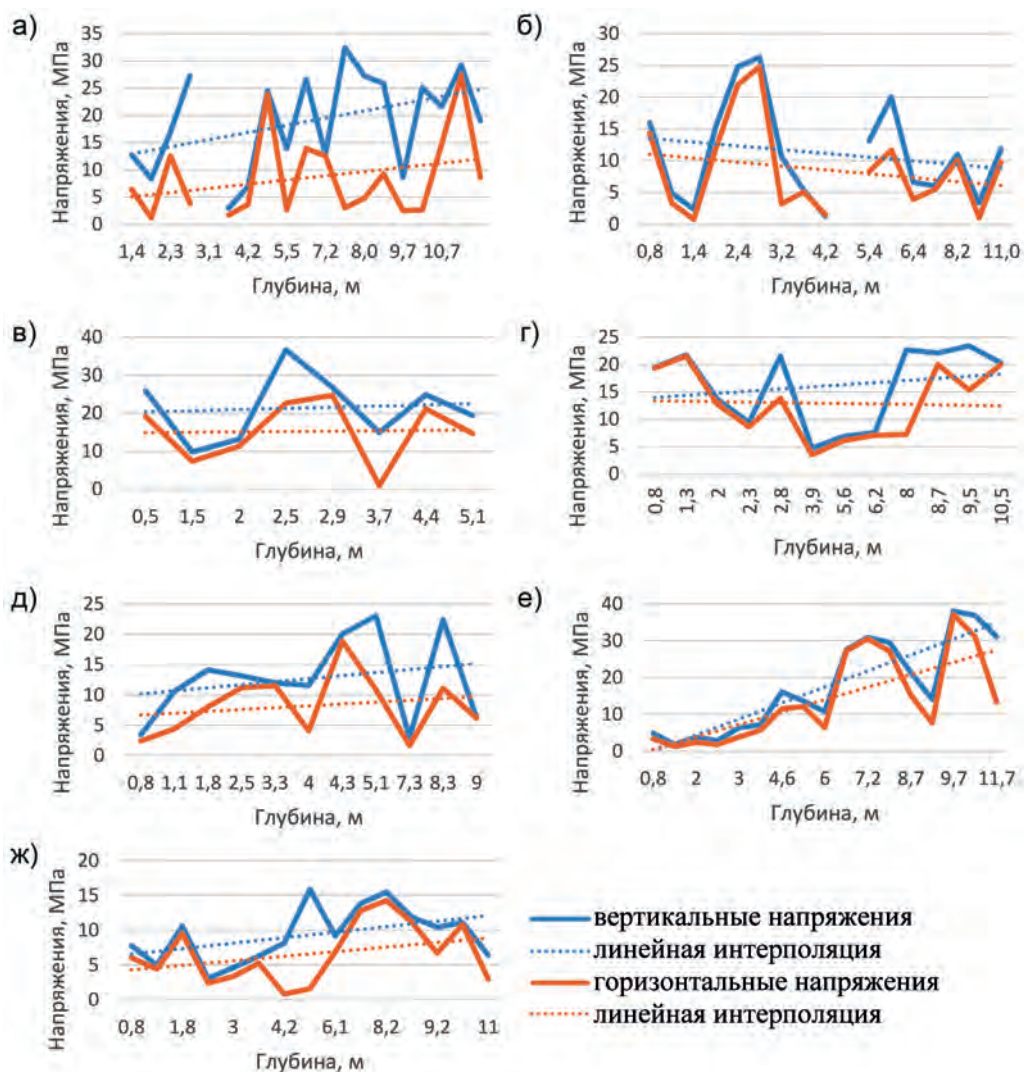 а)
Напряжения, МПа
35
30
25
20
15
10
5
0
1,4 2,3 3,1 4,2 5,5 7,2 8,0 9,7 10,7
Глубина, м
б)
Напряжения, МПа
30
25
20
15
10
5
0
0,8 1,4 2,4 3,2 4,2 5,4 6,4 8,2 11,0
Глубина, м
в)
Напряжения, МПа
40
30
20
10
0
0,5 1,5 2 2,5 2,9 3,7 4,4 5,1
Глубина, м
г)
Напряжения, МПа
25
20
15
10
5
0
0,8 1,3 2 2,3 2,8 3,9 5,6 6,2 8 8,7 9,5 10,5
Глубина, м
д)
Напряжения, МПа
25
20
15
10
5
0
0,8 1,1 1,8 2,5 3,3 4 4,3 5,1 7,3 8,3 9
Глубина, м
е)
Напряжения, МПа
40
30
20
10
0
0,8 2 3 4,6 6 7,2 8,7 9,7 11,7
Глубина, м
ж)
Напряжения, МПа
20
15
10
5
0
0,8 1,8 3 4,2 6,1 8,2 9,2 11
Глубина, м
вертикальные напряжения
линейная интерполяция
горизонтальные напряжения
линейная интерполяция